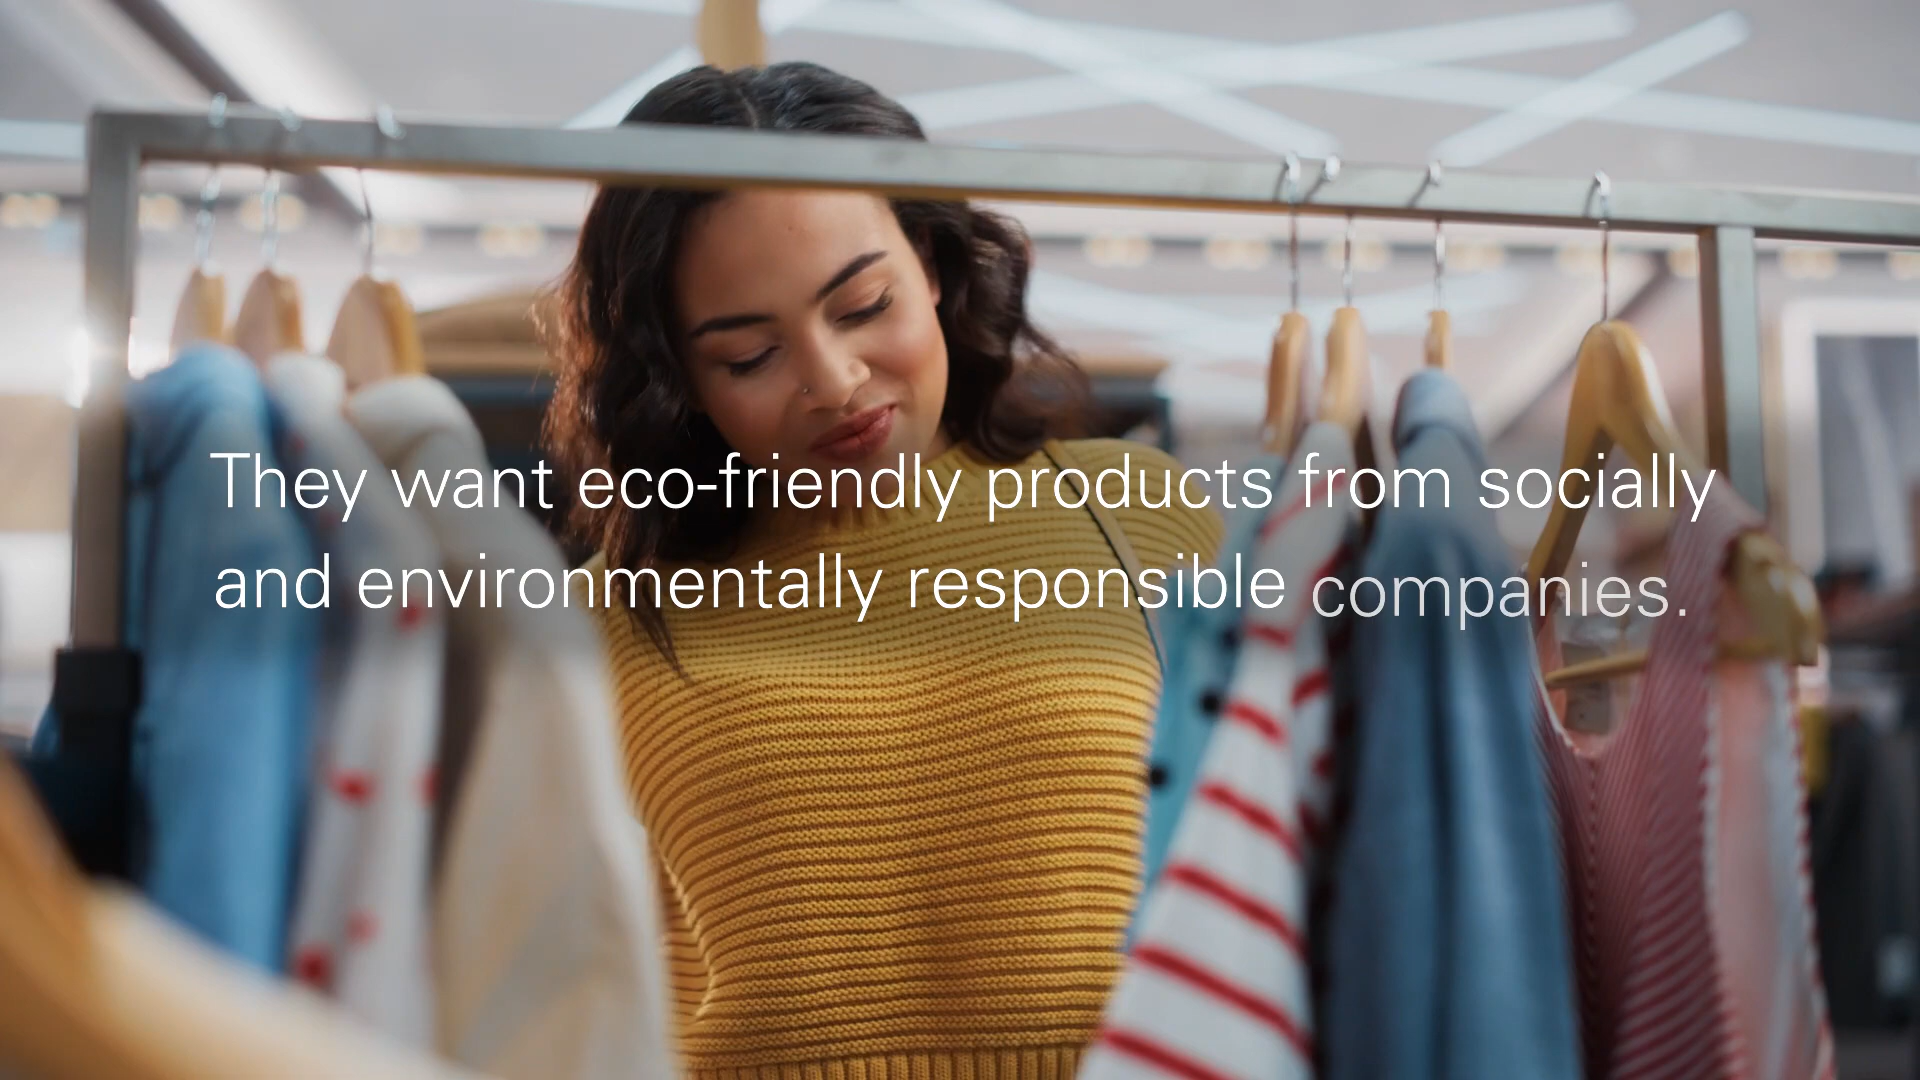 They want eco-friendly products from socially
and environmentally responsible companies.